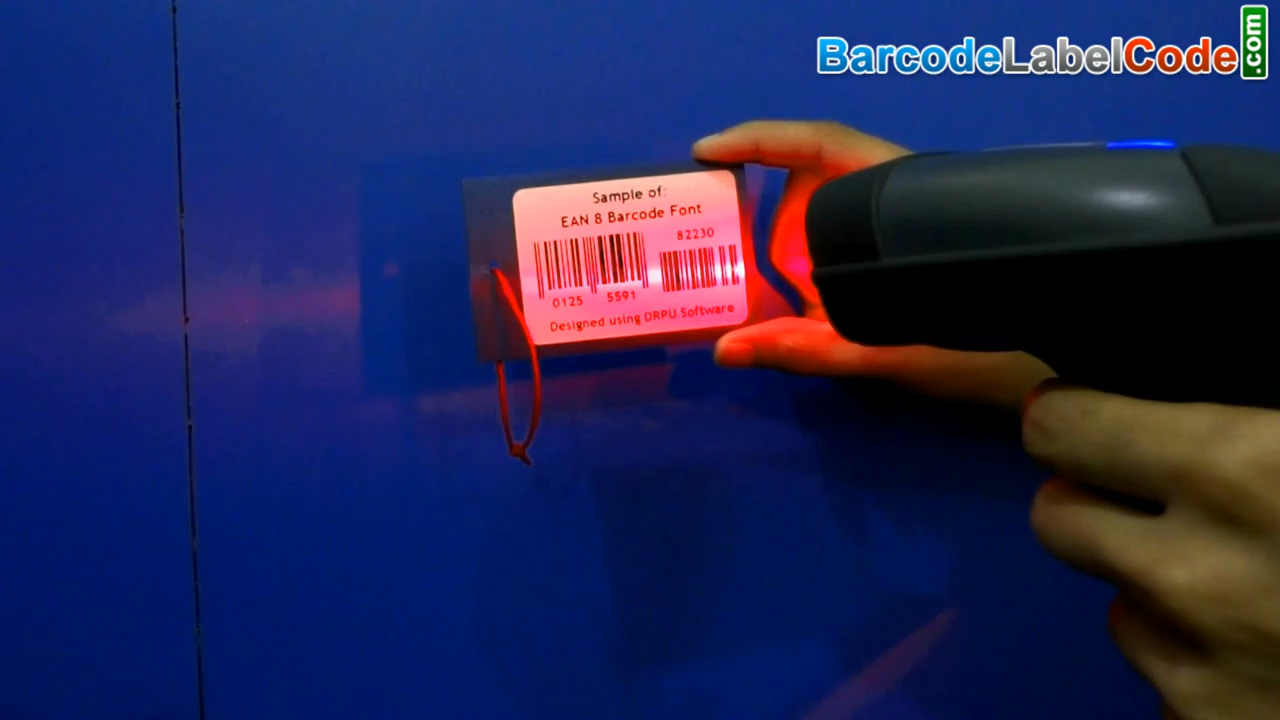 BarcodeLabelCode.com
Sample of:
EAN 8 Barcode Font
82230
0125 5591
Designed using DRPU Software